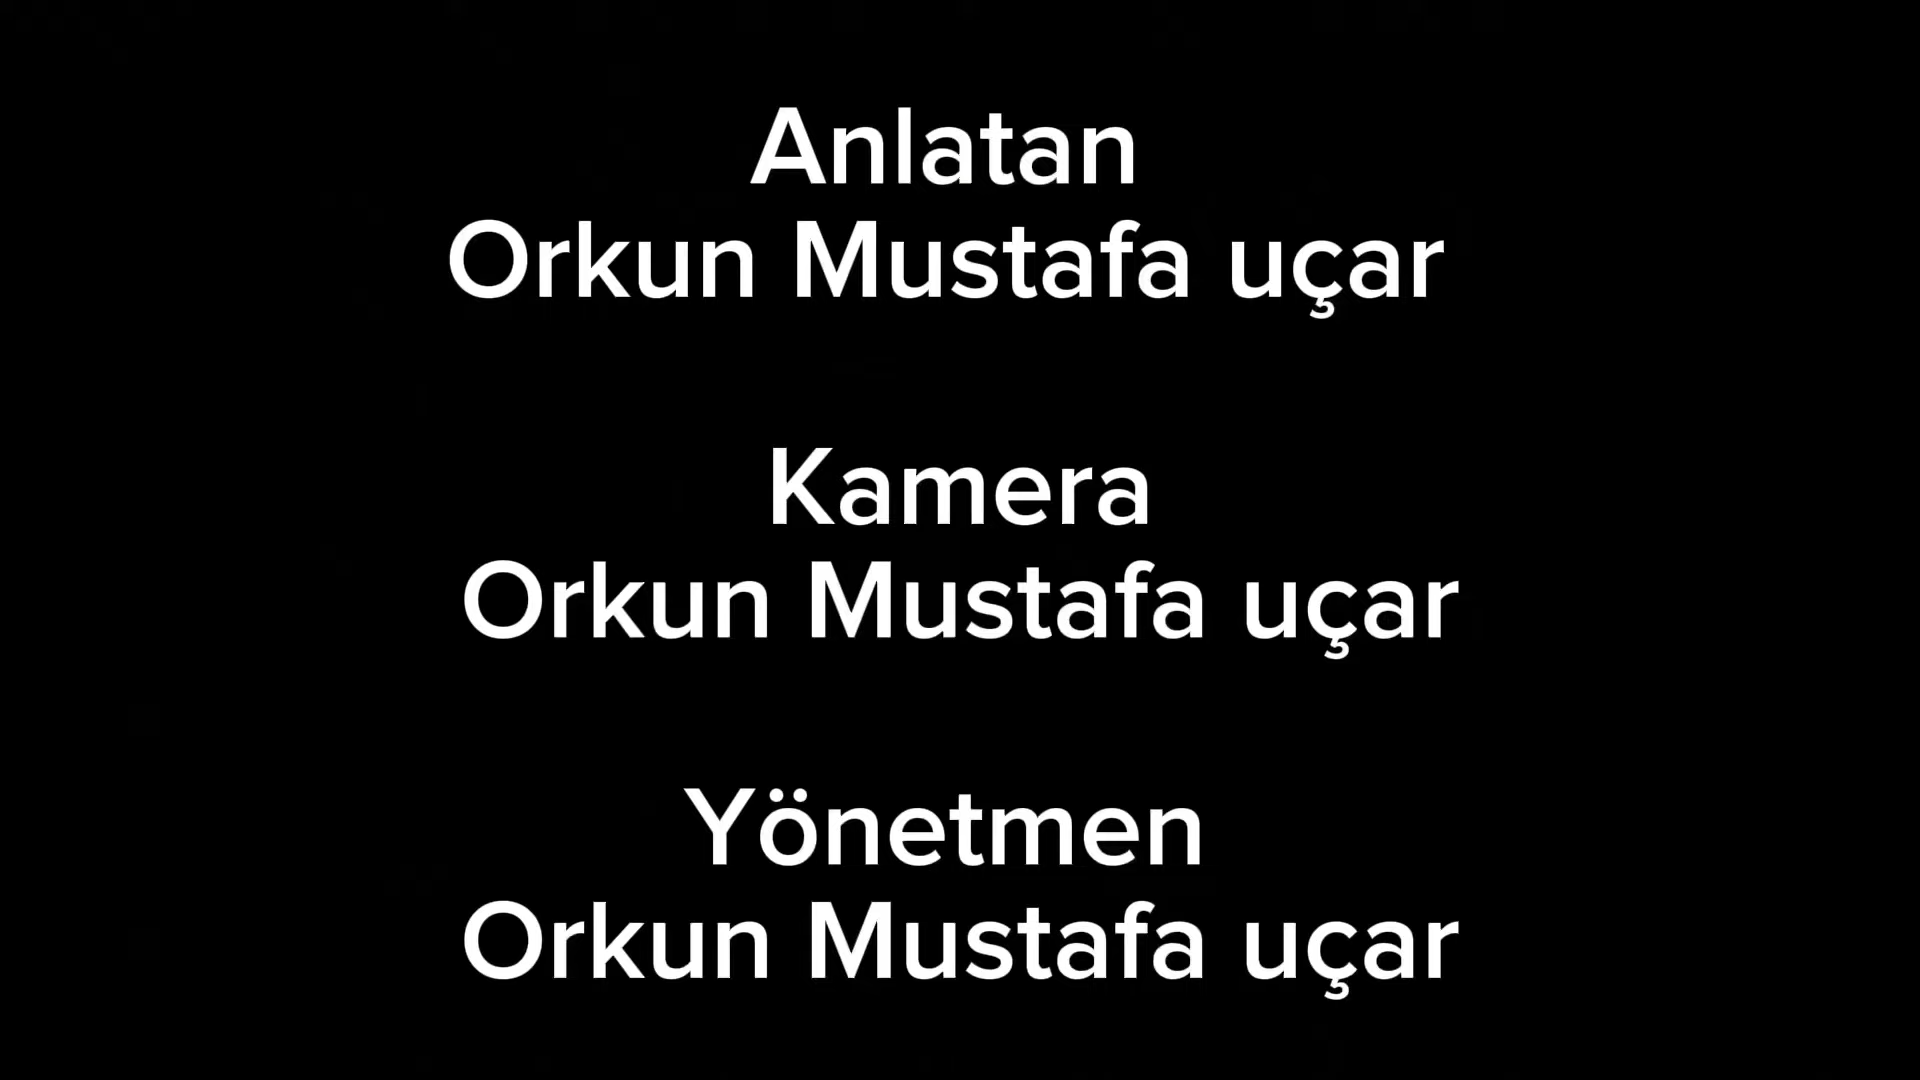 Anlatan
Orkun Mustafa uçar
Kamera
Orkun Mustafa uçar
Yönetmen
Orkun Mustafa uçar